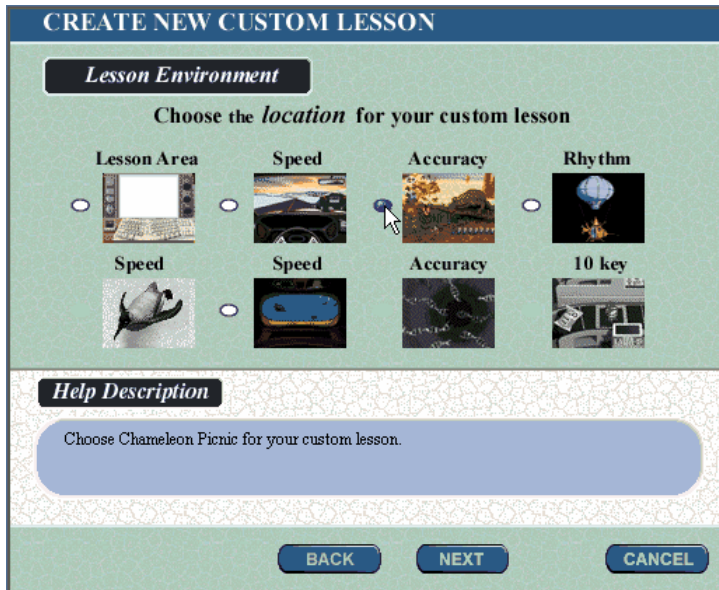 CREATE NEW CUSTOM LESSON
Lesson Environment
Choose the location for your custom lesson
Lesson Area Speed Accuracy Rhythm
Speed Speed Accuracy 10 key
Help Description
Choose Chameleon Picnic for your custom lesson.
BACK NEXT CANCEL